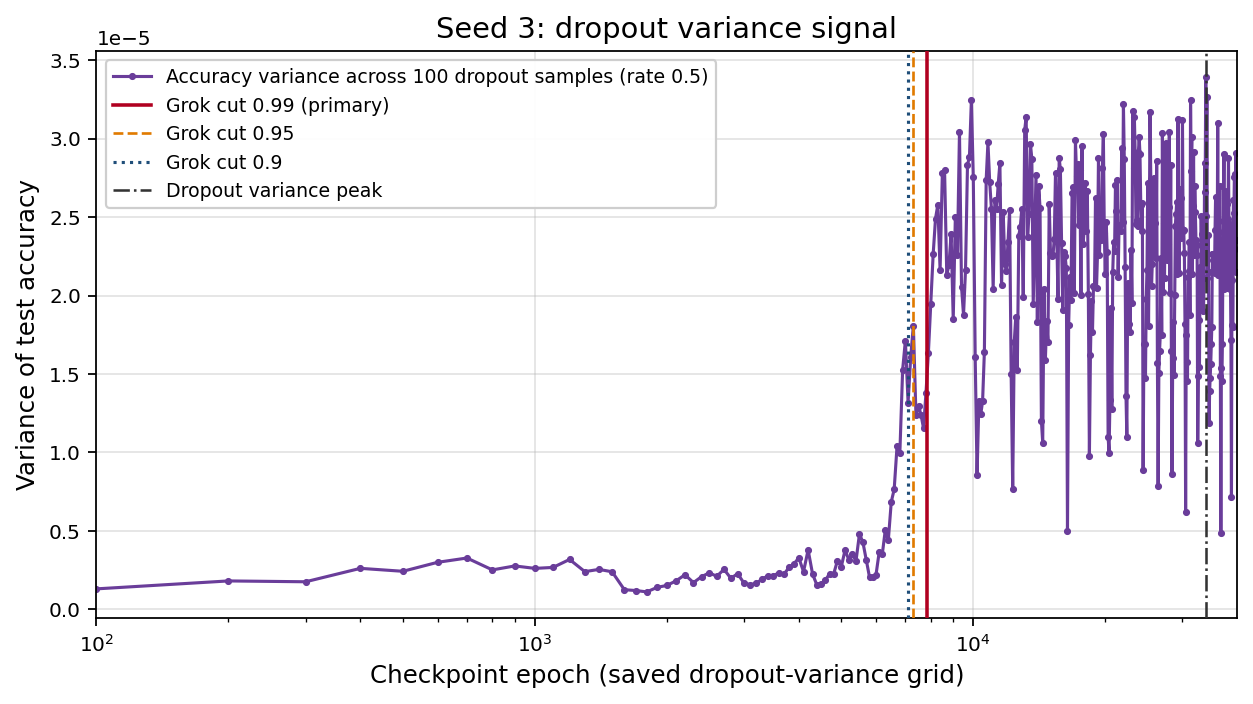 Seed 3: dropout variance signal
1e−5
3.5
3.0
2.5
2.0
1.5
1.0
0.5
0.0
Variance of test accuracy
Accuracy variance across 100 dropout samples (rate 0.5)
Grok cut 0.99 (primary)
Grok cut 0.95
Grok cut 0.9
Dropout variance peak
10² 10³ 10⁴
Checkpoint epoch (saved dropout-variance grid)